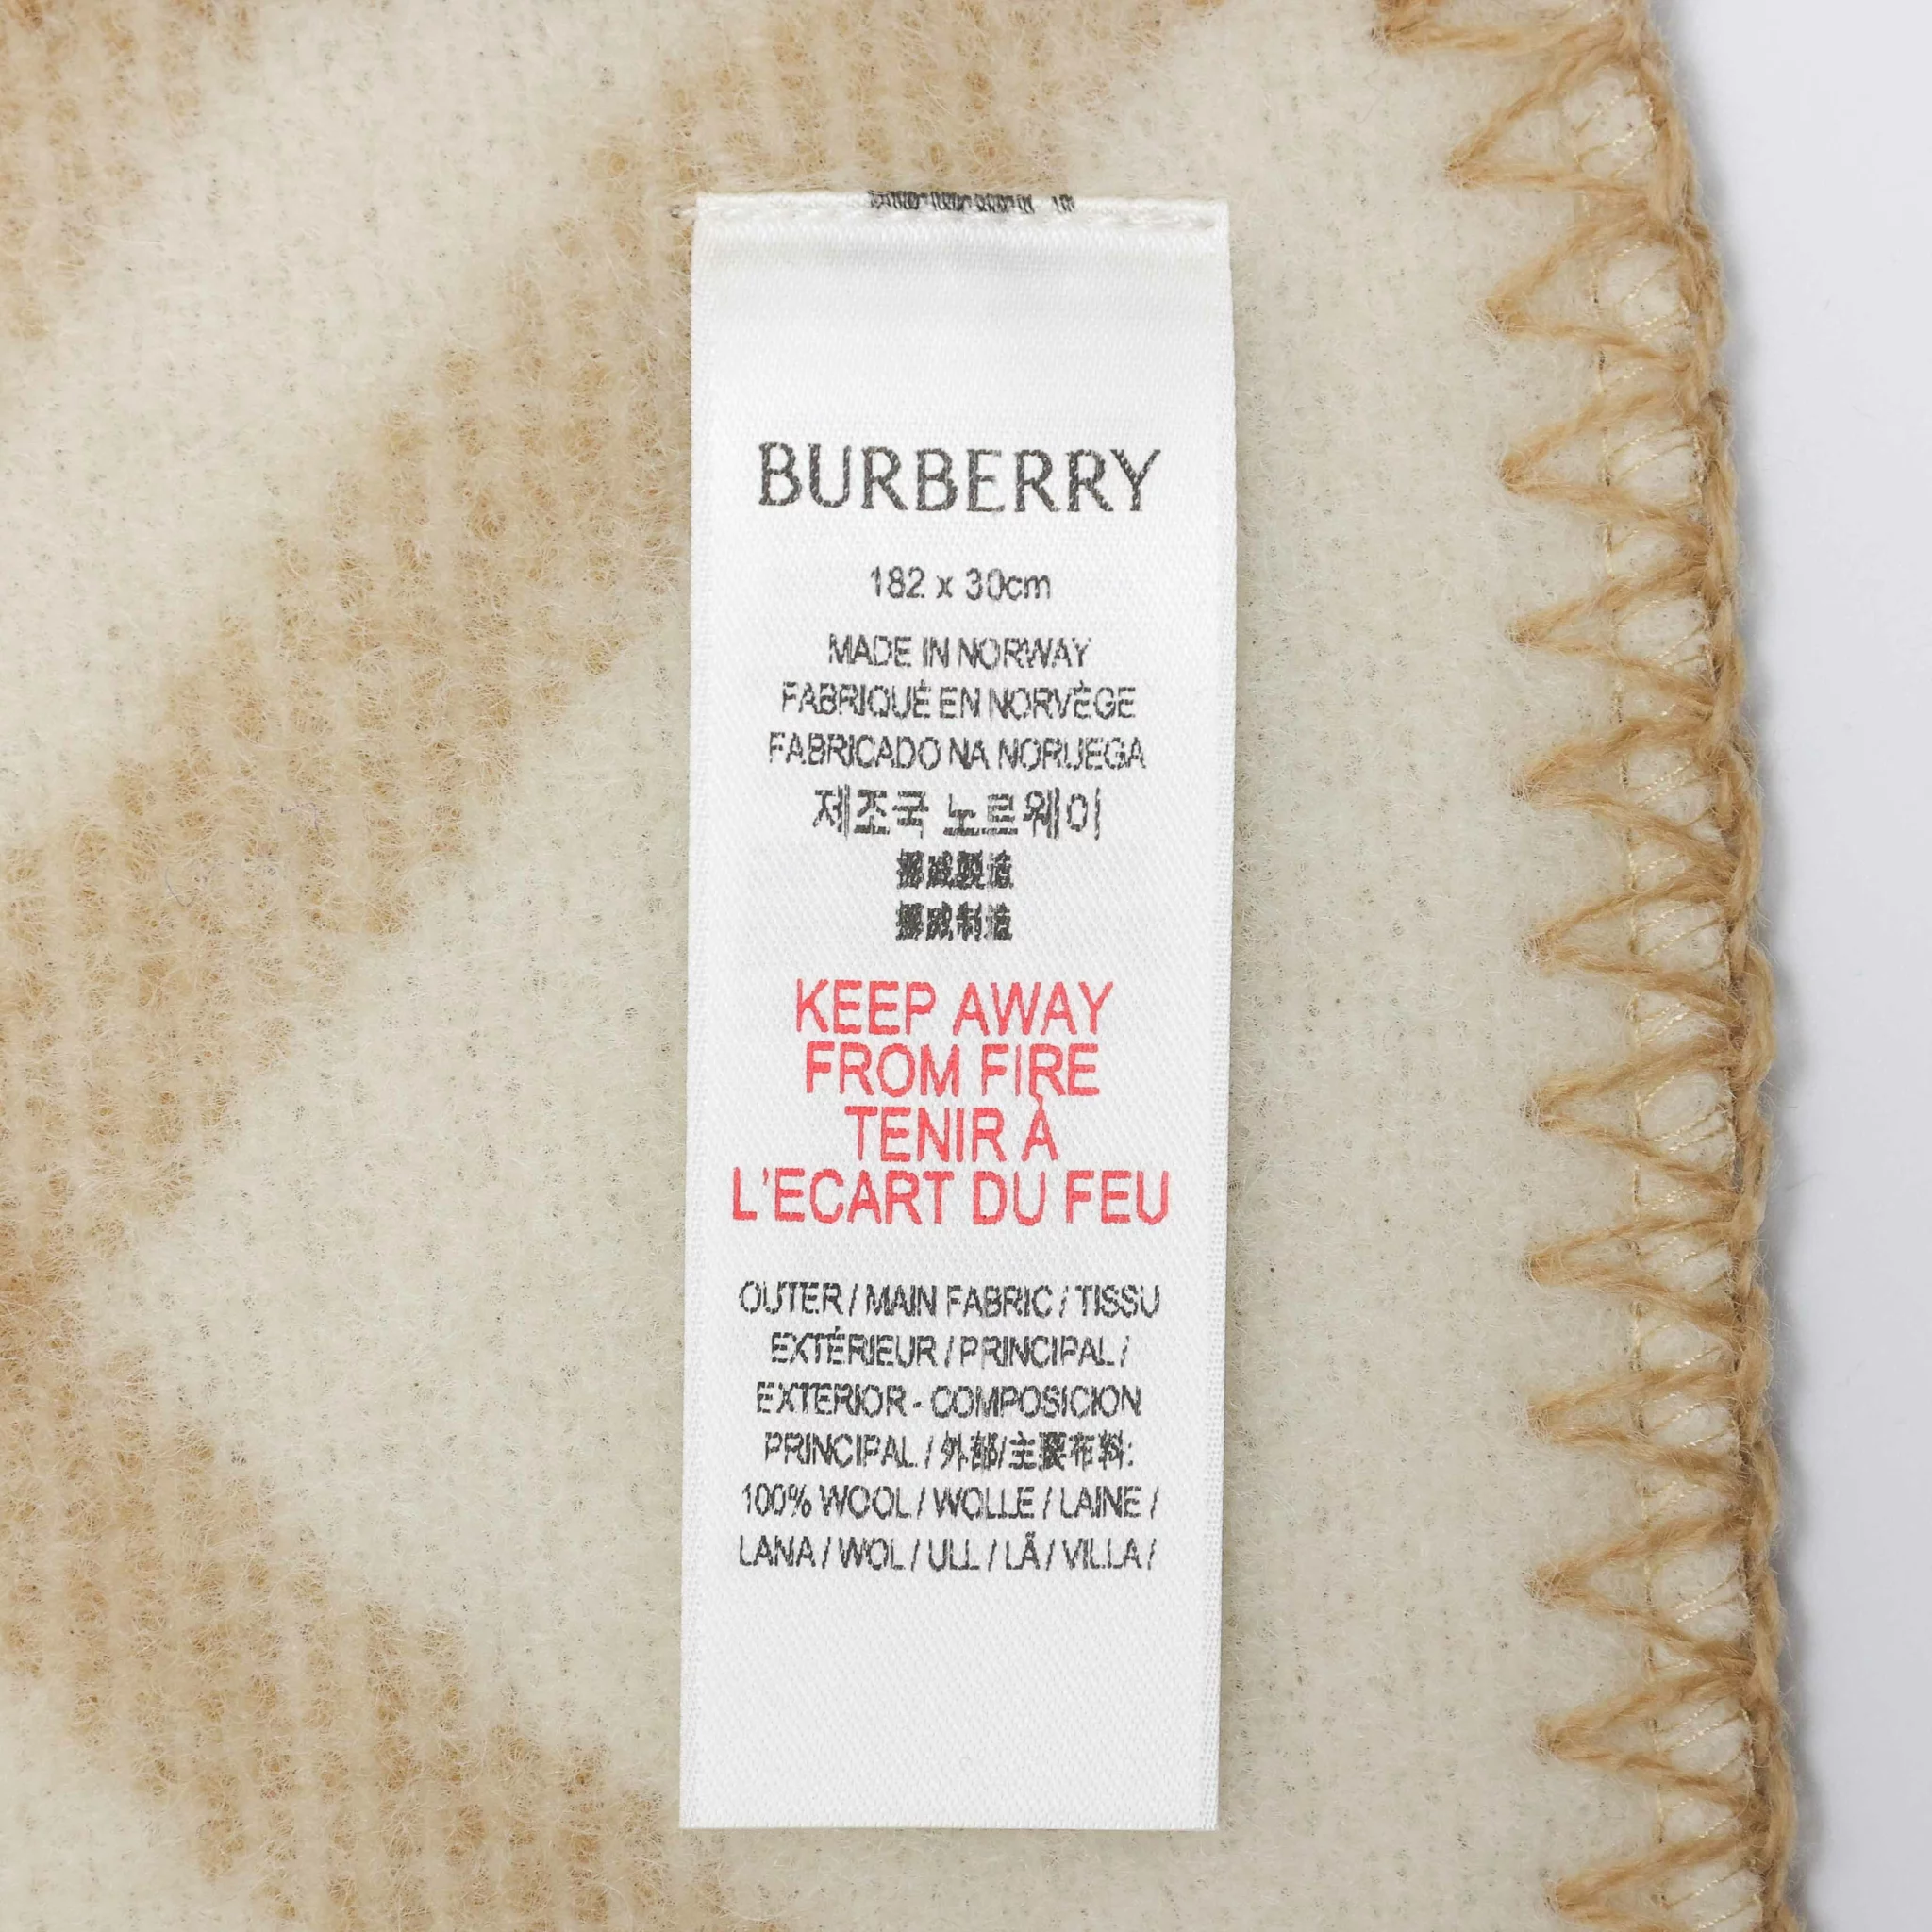 BURBERRY
182 x 30cm
MADE IN NORWAY
FABRIQUÉ EN NORVÈGE
FABRICADO NA NORUEGA
제조국 노르웨이
挪威製造
挪威制造
KEEP AWAY
FROM FIRE
TENIR À
L'ECART DU FEU
OUTER / MAIN FABRIC / TISSU
EXTÉRIEUR / PRINCIPAL /
EXTERIOR - COMPOSICION
PRINCIPAL / 外部/主要布料:
100% WOOL / WOLLE / LAINE /
LANA / WOL / ULL / LÃ / VILLA /